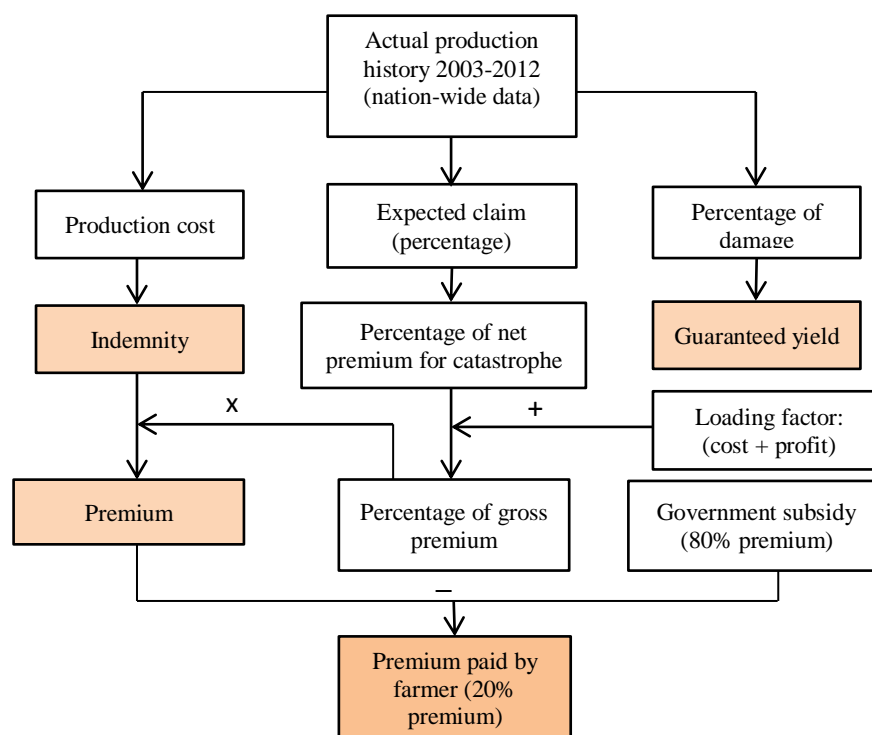 Actual production
history 2003-2012
(nation-wide data)
Production cost
Expected claim
(percentage)
Percentage of
damage
Indemnity
Percentage of net
premium for catastrophe
Guaranteed yield
x
+
Loading factor:
(cost + profit)
Premium
Percentage of gross
premium
Government subsidy
(80% premium)
–
Premium paid by
farmer (20%
premium)